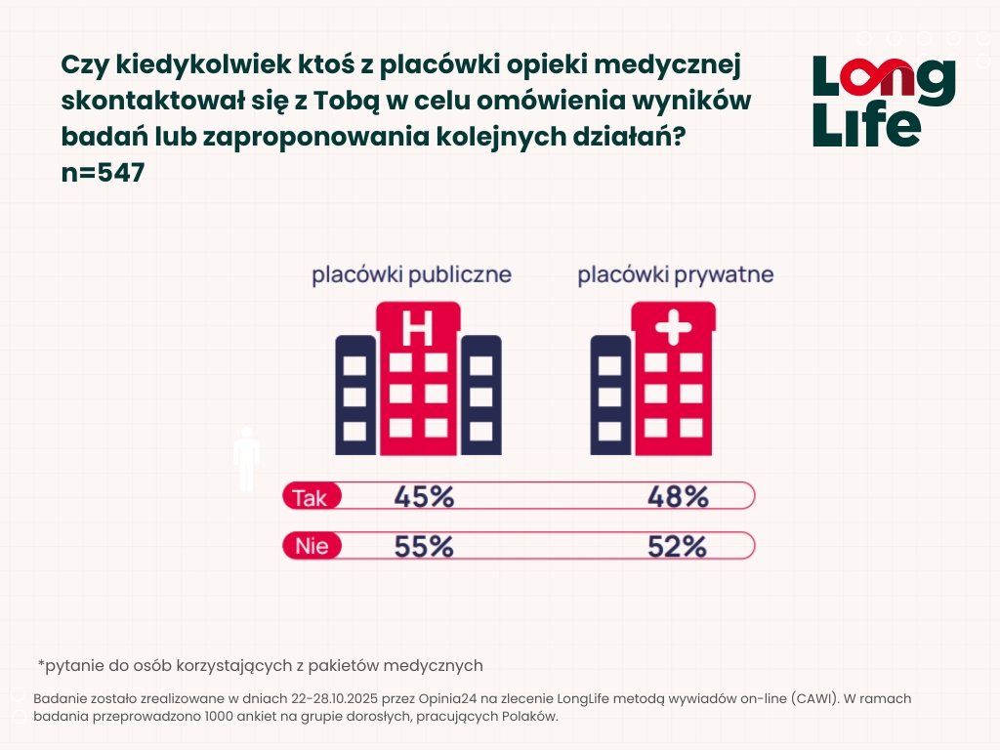 Czy kiedykolwiek ktoś z placówki opieki medycznej
skontaktował się z Tobą w celu omówienia wyników
badań lub zaproponowania kolejnych działań?
n=547
Long
Life
placówki publiczne
placówki prywatne
H
Tak 45% 48%
Nie 55% 52%
*pytanie do osób korzystających z pakietów medycznych
Badanie zostało zrealizowane w dniach 22-28.10.2025 przez Opinia24 na zlecenie LongLife metodą wywiadów on-line (CAWI). W ramach
badania przeprowadzono 1000 ankiet na grupie dorosłych, pracujących Polaków.